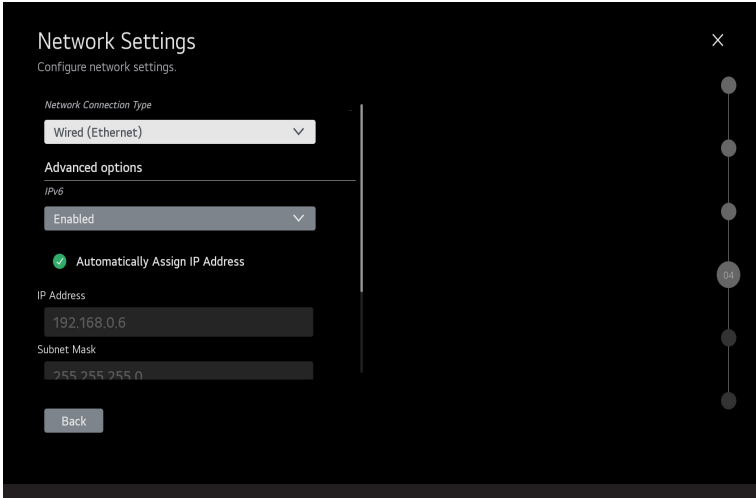 Network Settings
Configure network settings.
Network Connection Type
Wired (Ethernet)
Advanced options
IPv6
Enabled
Automatically Assign IP Address
IP Address
192.168.0.6
Subnet Mask
255.255.255.0
04
Back